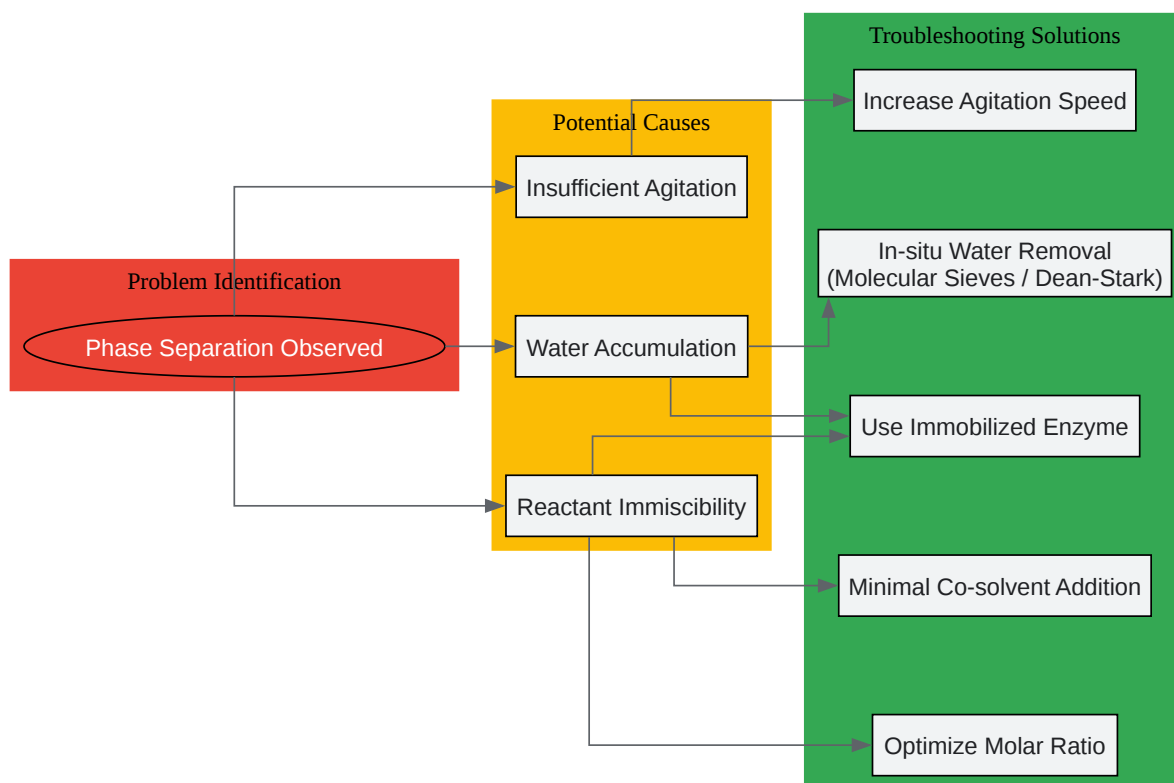 Problem Identification
Phase Separation Observed
Potential Causes
Insufficient Agitation
Water Accumulation
Reactant Immiscibility
Troubleshooting Solutions
Increase Agitation Speed
In-situ Water Removal
(Molecular Sieves / Dean-Stark)
Use Immobilized Enzyme
Minimal Co-solvent Addition
Optimize Molar Ratio